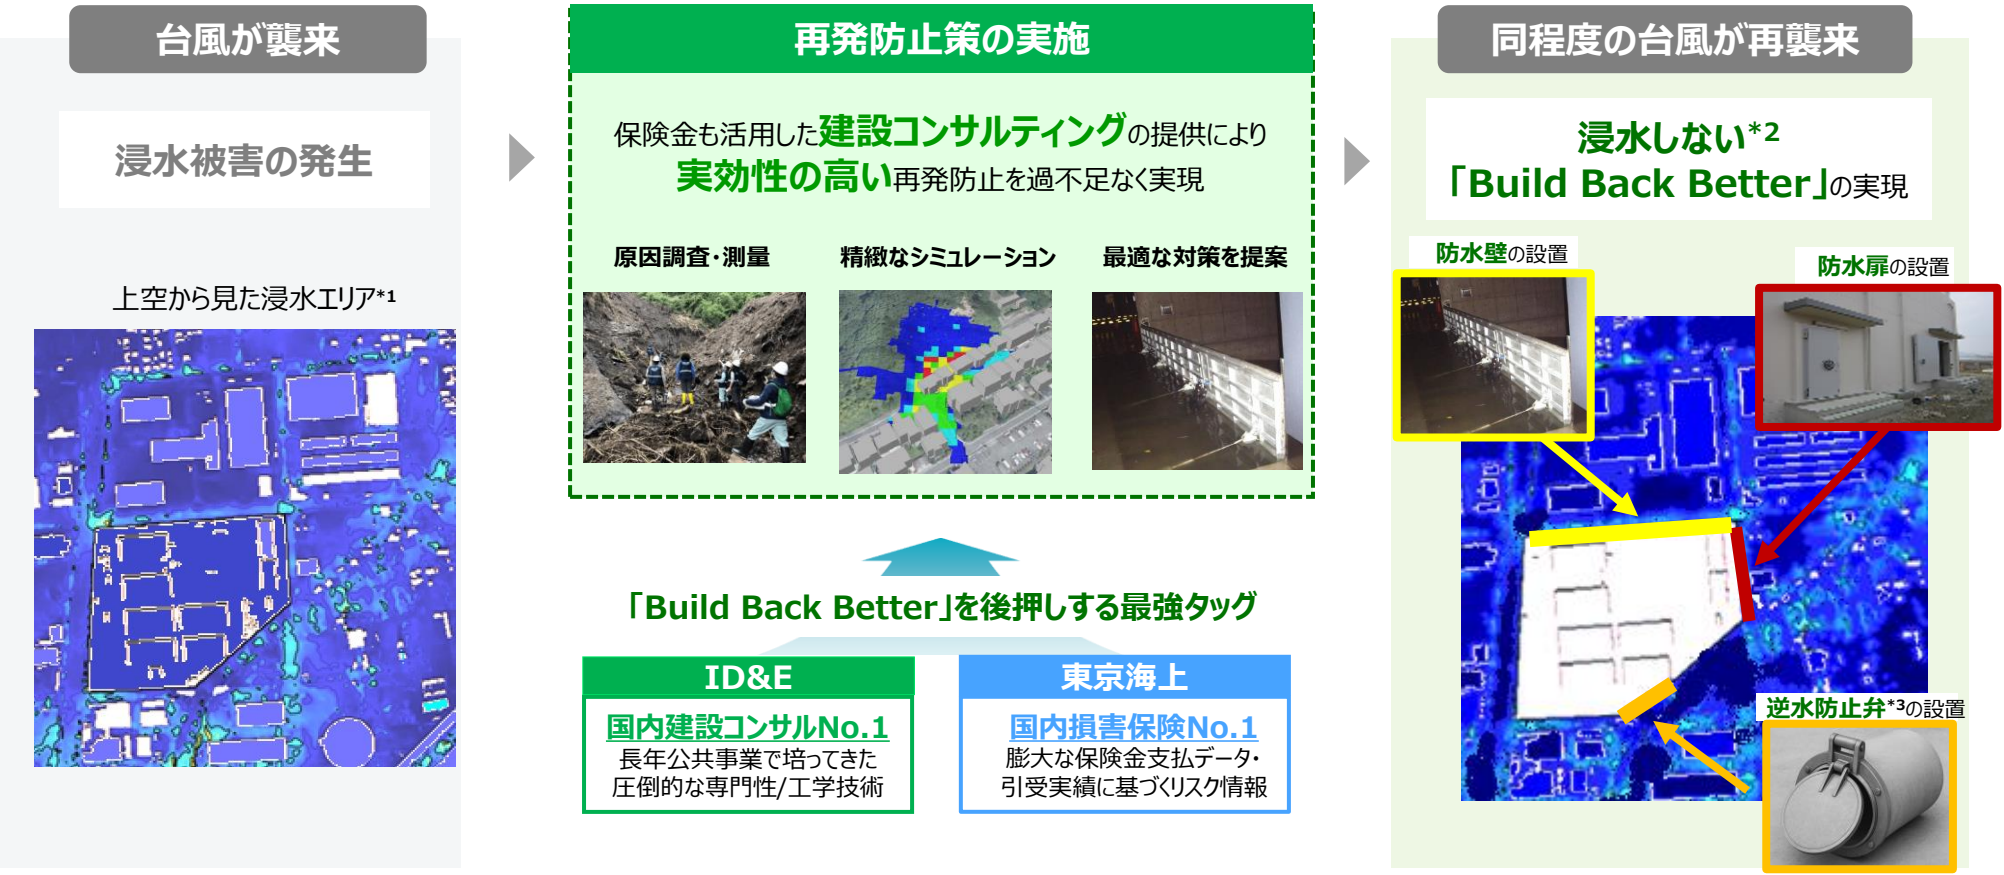 台風が襲来
浸水被害の発生
上空から見た浸水エリア*1
再発防止策の実施
保険金も活用した建設コンサルティングの提供により
実効性の高い再発防止を過不足なく実現
原因調査・測量
精緻なシミュレーション
最適な対策を提案
「Build Back Better」を後押しする最強タッグ
ID&E
国内建設コンサルNo.1
長年公共事業で培ってきた
圧倒的な専門性/工学技術
東京海上
国内損害保険No.1
膨大な保険金支払データ・
引受実績に基づくリスク情報
同程度の台風が再襲来
浸水しない*2
「Build Back Better」の実現
防水壁の設置
防水扉の設置
逆水防止弁*3の設置